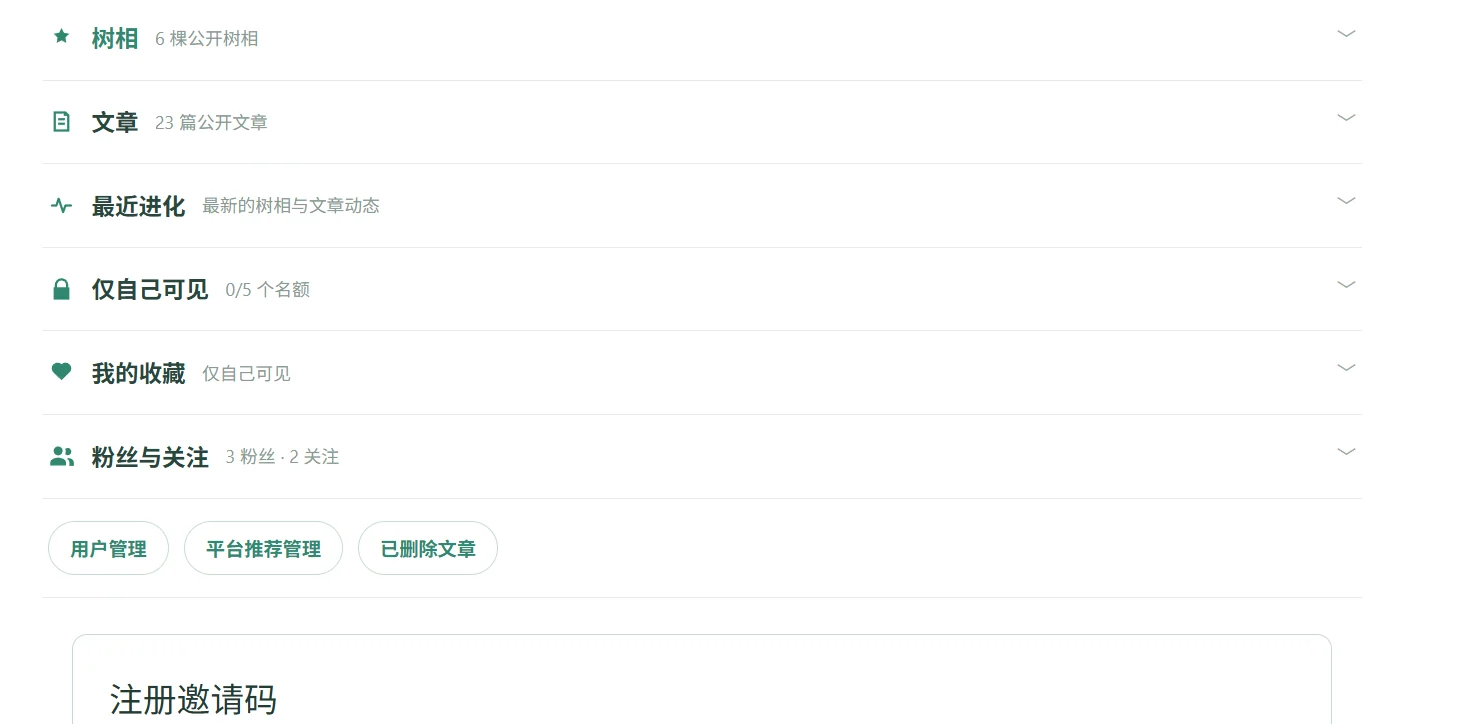 树相 6 棵公开树相
文章 23 篇公开文章
最近进化 最新的树相与文章动态
仅自己可见 0/5 个名额
我的收藏 仅自己可见
粉丝与关注 3 粉丝 · 2 关注
用户管理 平台推荐管理 已删除文章
注册邀请码